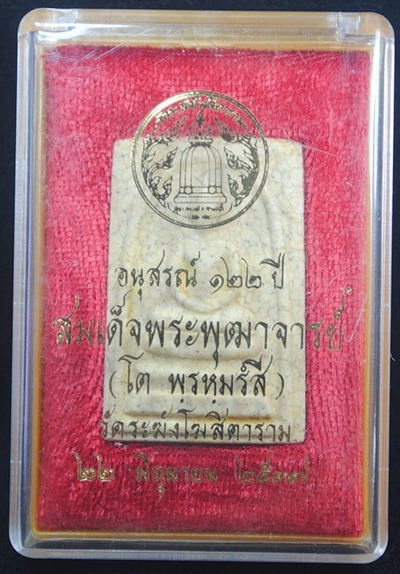 อนุสรณ์ ๑๒๒ ปี
สมเด็จพระพุฒาจารย์
(โต พฺรหฺมรํสี)
วัดระฆังโฆสิตาราม
๒๒ มิถุนายน ๒๕๓๗